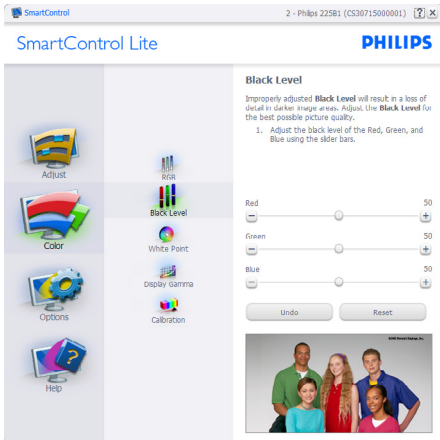 SmartControl
2 - Philips 225B1 (CS30715000001)
SmartControl Lite
PHILIPS
Adjust
Color
Options
Help
RGB
Black Level
White Point
Display Gamma
Calibration
Black Level
Improperly adjusted Black Level will result in a loss of
detail in darker image areas. Adjust the Black Level for
the best possible picture quality.
1. Adjust the black level of the Red, Green, and
Blue using the slider bars.
Red 50
Green 50
Blue 50
Undo Reset